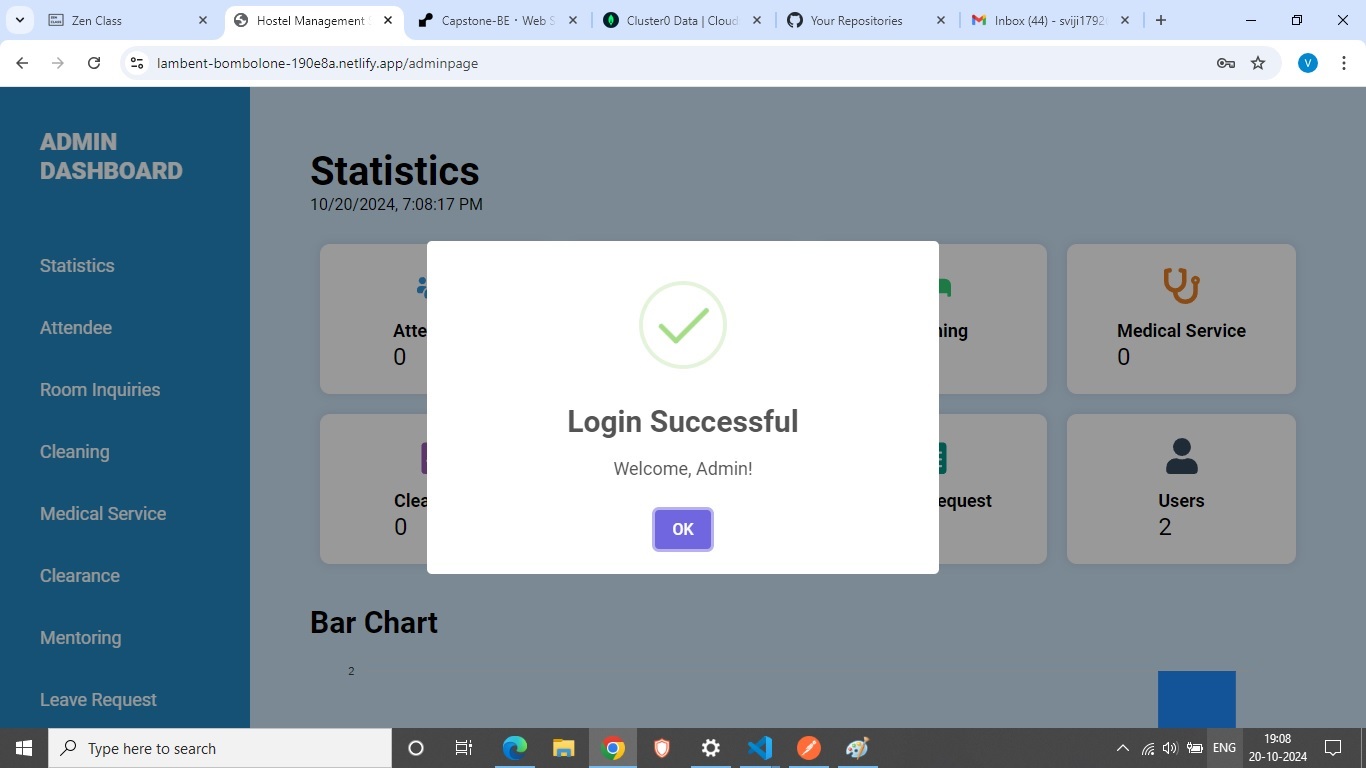 Zen Class
Hostel Management
Capstone-BE · Web S
Cluster0 Data | Cloud
Your Repositories
Inbox (44) - sviji1792
lambent-bombolone-190e8a.netlify.app/adminpage
V
ADMIN
DASHBOARD
Statistics
Attendee
Room Inquiries
Cleaning
Medical Service
Clearance
Mentoring
Leave Request
Statistics
10/20/2024, 7:08:17 PM
Atte
0
ning
Medical Service
0
Clea
0
equest
Users
2
Login Successful
Welcome, Admin!
OK
Bar Chart
2
Type here to search
ENG
19:08
20-10-2024